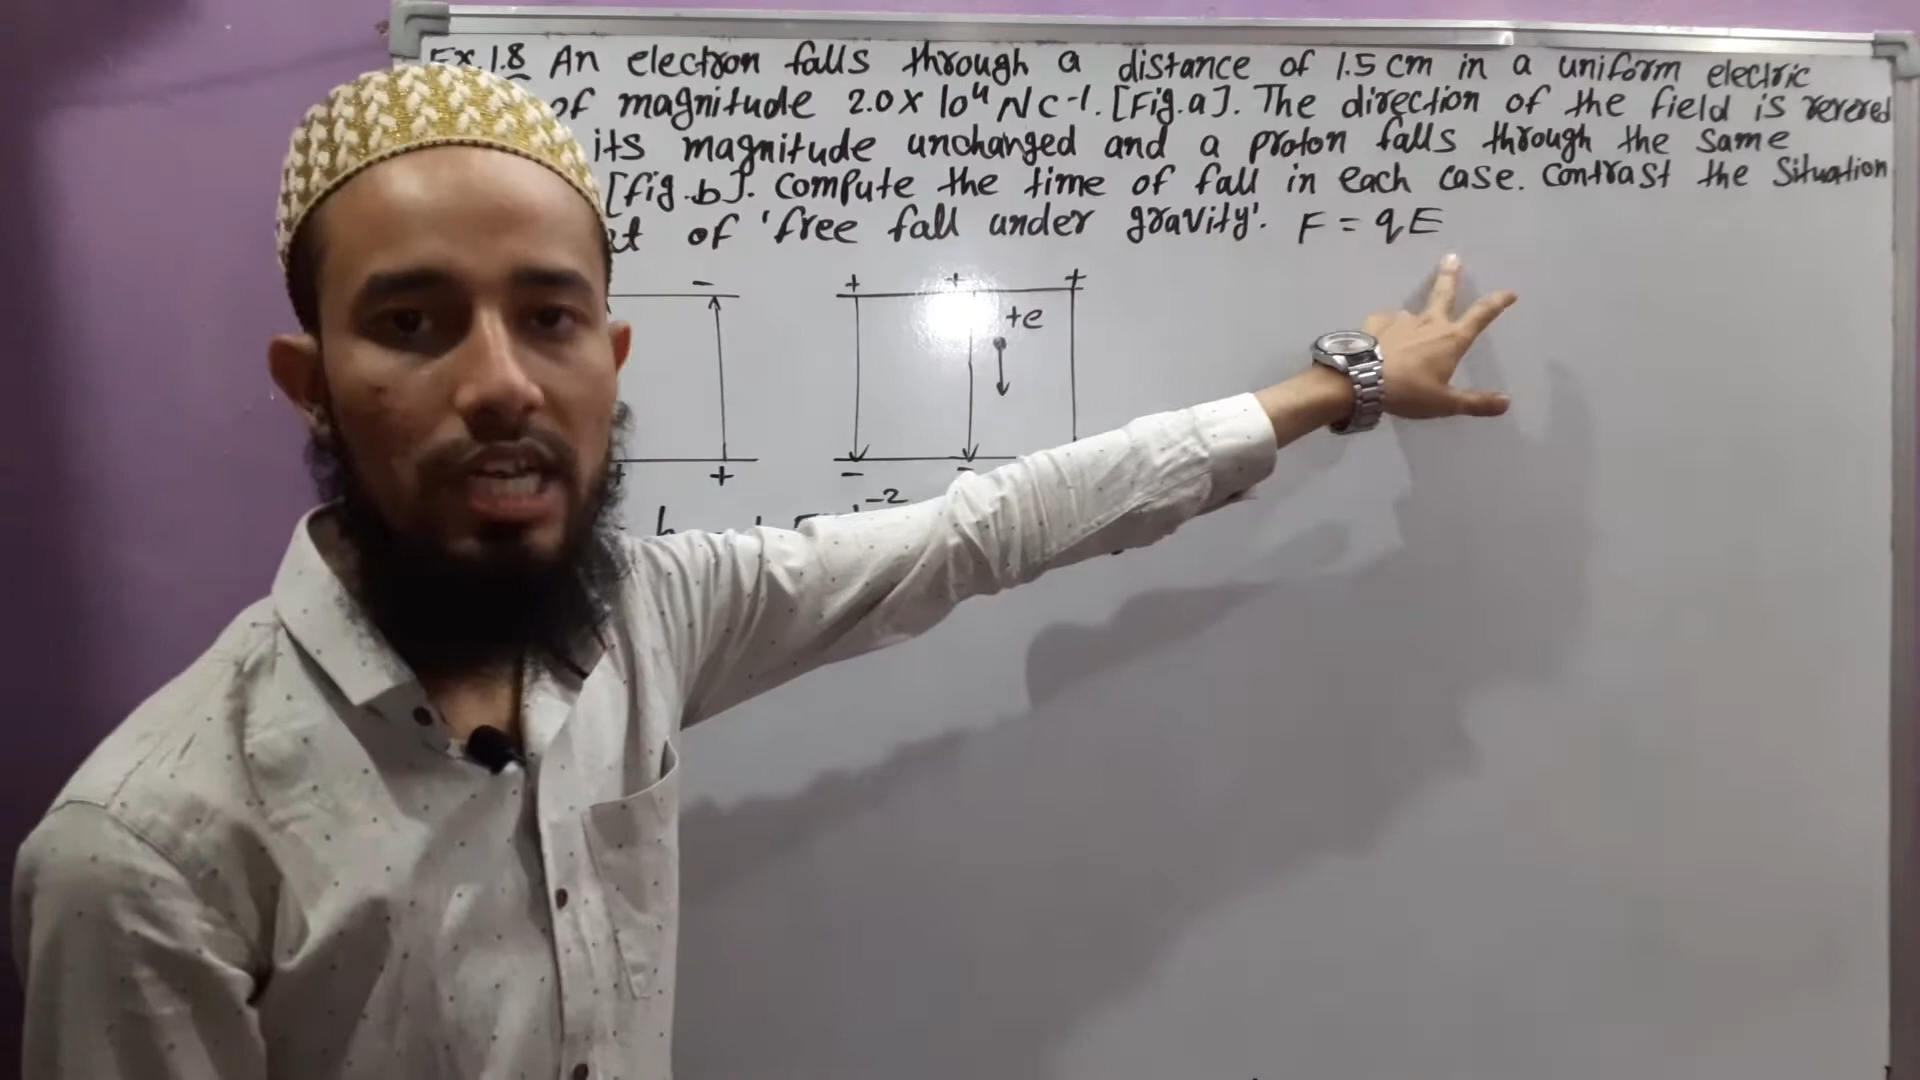 Ex. 1.8 An electron falls through a distance of 1.5 cm in a uniform electric
of magnitude 2.0 x 10⁴ N C-1. [Fig.a]. The direction of the field is revered
its magnitude unchanged and a proton falls through the same
[fig.b]. Compute the time of fall in each case. Contrast the Situation
of 'free fall under gravity'. F = qE
- + + +
+e
+ + - -
h -2